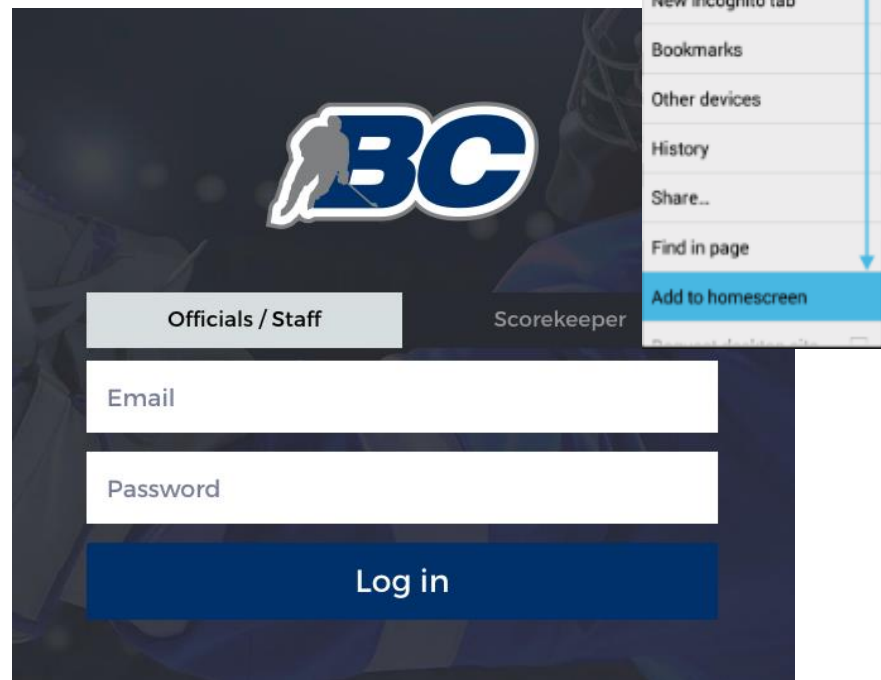 New incognito tab
Bookmarks
Other devices
History
Share...
Find in page
Add to homescreen
BC
Officials / Staff
Scorekeeper
Email
Password
Log in